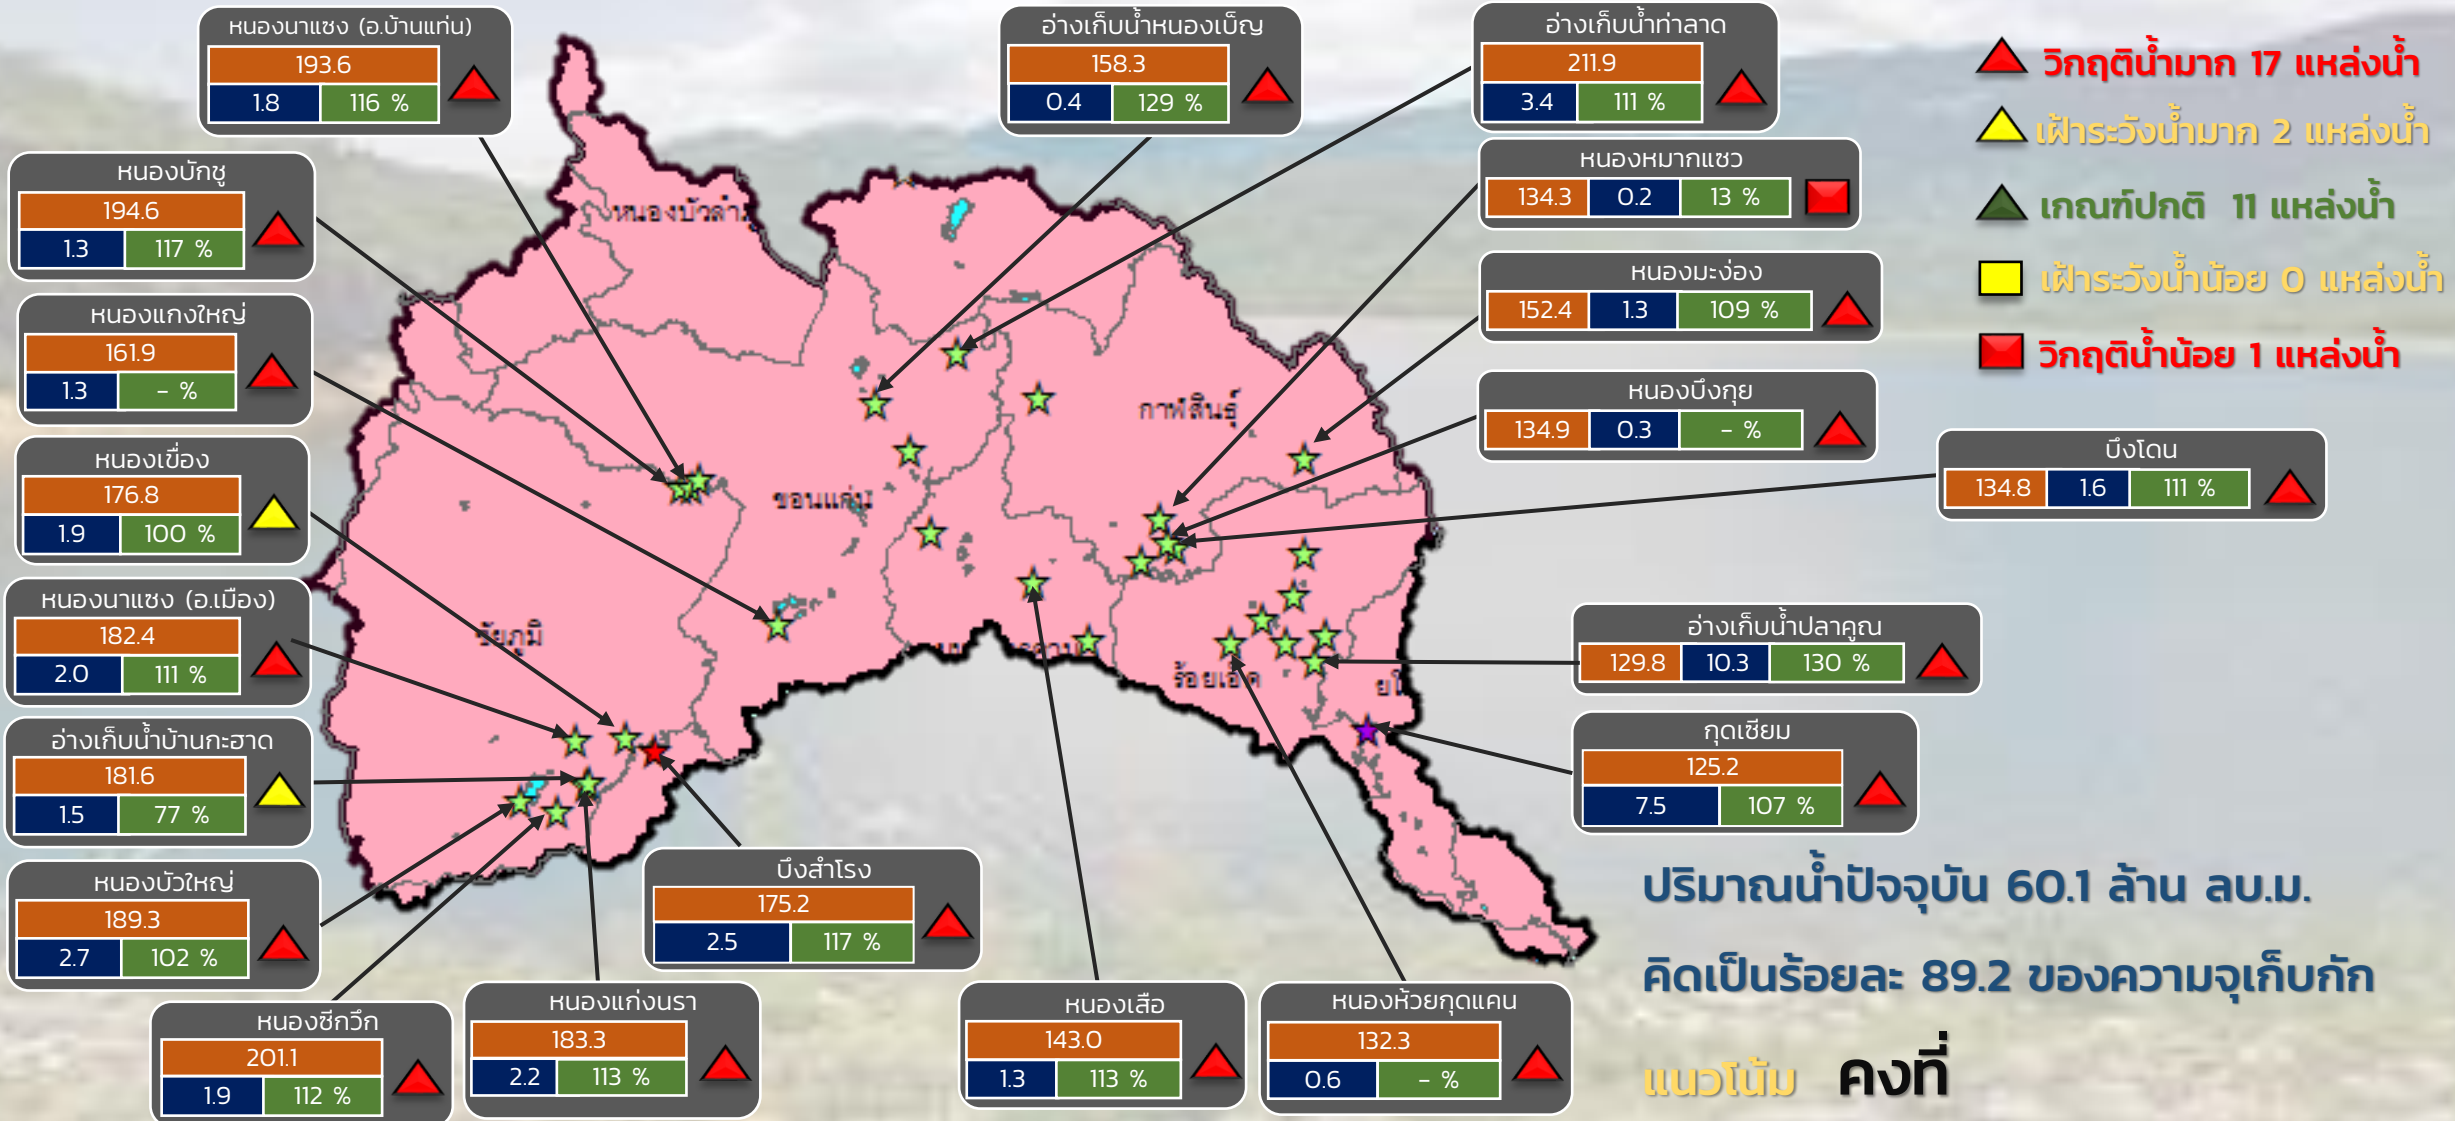 หนองนาแซง (อ.บ้านแท่น)
193.6
1.8 116 %
อ่างเก็บน้ำหนองเบ็ญ
158.3
0.4 129 %
อ่างเก็บน้ำท่าลาด
211.9
3.4 111 %
วิกฤติน้ำมาก 17 แหล่งน้ำ
เฝ้าระวังน้ำมาก 2 แหล่งน้ำ
เกณฑ์ปกติ 11 แหล่งน้ำ
เฝ้าระวังน้ำน้อย 0 แหล่งน้ำ
วิกฤติน้ำน้อย 1 แหล่งน้ำ
หนองบักชู
194.6
1.3 117 %
หนองหมากแซว
134.3 0.2 13 %
หนองมะง่อง
152.4 1.3 109 %
หนองแกงใหญ่
161.9
1.3 - %
หนองบึงกุย
134.9 0.3 - %
บึงโดน
134.8 1.6 111 %
หนองเขื่อง
176.8
1.9 100 %
หนองนาแซง (อ.เมือง)
182.4
2.0 111 %
อ่างเก็บน้ำปลาคูณ
129.8 10.3 130 %
อ่างเก็บน้ำบ้านกะฮาด
181.6
1.5 77 %
กุดเซียม
125.2
7.5 107 %
หนองบัวใหญ่
189.3
2.7 102 %
บึงสำโรง
175.2
2.5 117 %
หนองซีกวึก
201.1
1.9 112 %
หนองแก่งนรา
183.3
2.2 113 %
หนองเสือ
143.0
1.3 113 %
หนองห้วยกุดแคน
132.3
0.6 - %
กาฬสินธุ์
ขอนแก่น
ชัยภูมิ
ร้อยเอ็ด
ปริมาณน้ำปัจจุบัน 60.1 ล้าน ลบ.ม.
คิดเป็นร้อยละ 89.2 ของความจุเก็บกัก
แนวโน้ม คงที่